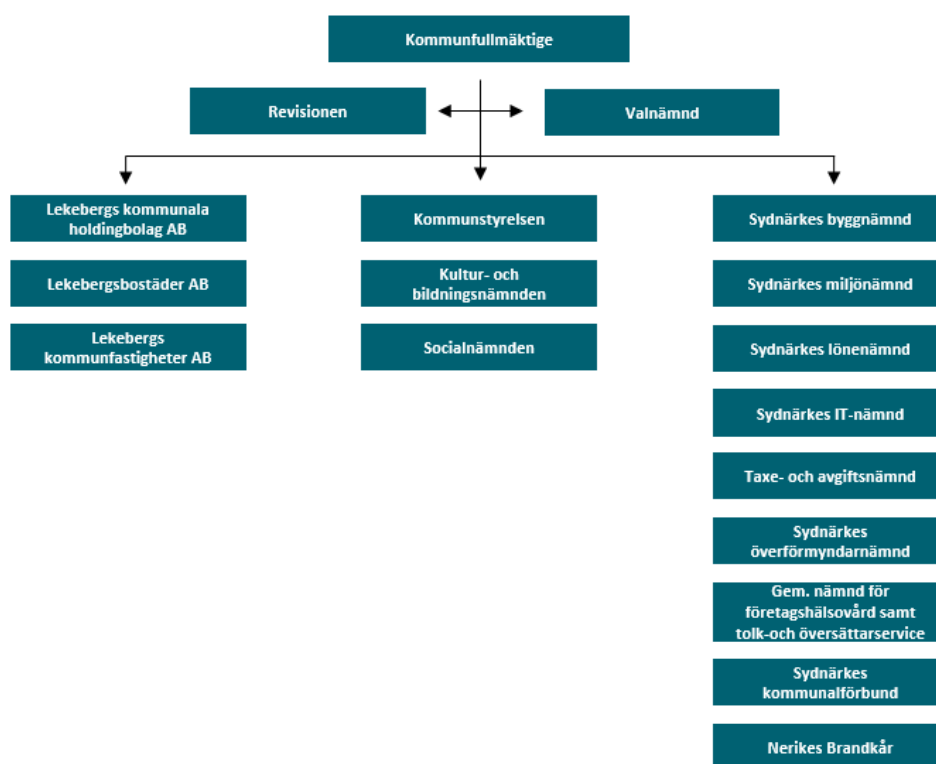 Kommunfullmäktige
Revisionen
Valnämnd
Lekebergs kommunala
holdingbolag AB
Lekebergsbostäder AB
Lekebergs
kommunfastigheter AB
Kommunstyrelsen
Kultur- och
bildningsnämnden
Socialnämnden
Sydnärkes byggnämnd
Sydnärkes miljönämnd
Sydnärkes lönenämnd
Sydnärkes IT-nämnd
Taxe- och avgiftsnämnd
Sydnärkes
överförmyndarnämnd
Gem. nämnd för
företagshälsovård samt
tolk-och översättarservice
Sydnärkes
kommunalförbund
Nerikes Brandkår